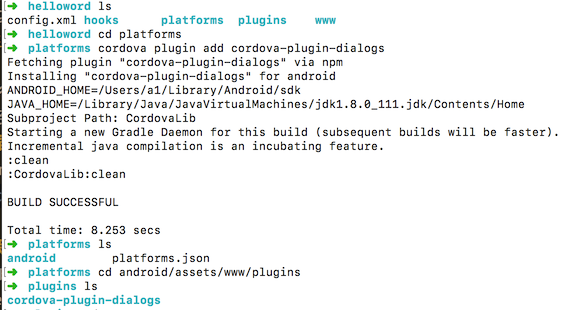 [➜ helloword ls
config.xml hooks platforms plugins www
[➜ helloword cd platforms
[➜ platforms cordova plugin add cordova-plugin-dialogs
Fetching plugin "cordova-plugin-dialogs" via npm
Installing "cordova-plugin-dialogs" for android
ANDROID_HOME=/Users/a1/Library/Android/sdk
JAVA_HOME=/Library/Java/JavaVirtualMachines/jdk1.8.0_111.jdk/Contents/Home
Subproject Path: CordovaLib
Starting a new Gradle Daemon for this build (subsequent builds will be faster).
Incremental java compilation is an incubating feature.
:clean
:CordovaLib:clean
BUILD SUCCESSFUL
Total time: 8.253 secs
[➜ platforms ls
android platforms.json
[➜ platforms cd android/assets/www/plugins
[➜ plugins ls
cordova-plugin-dialogs